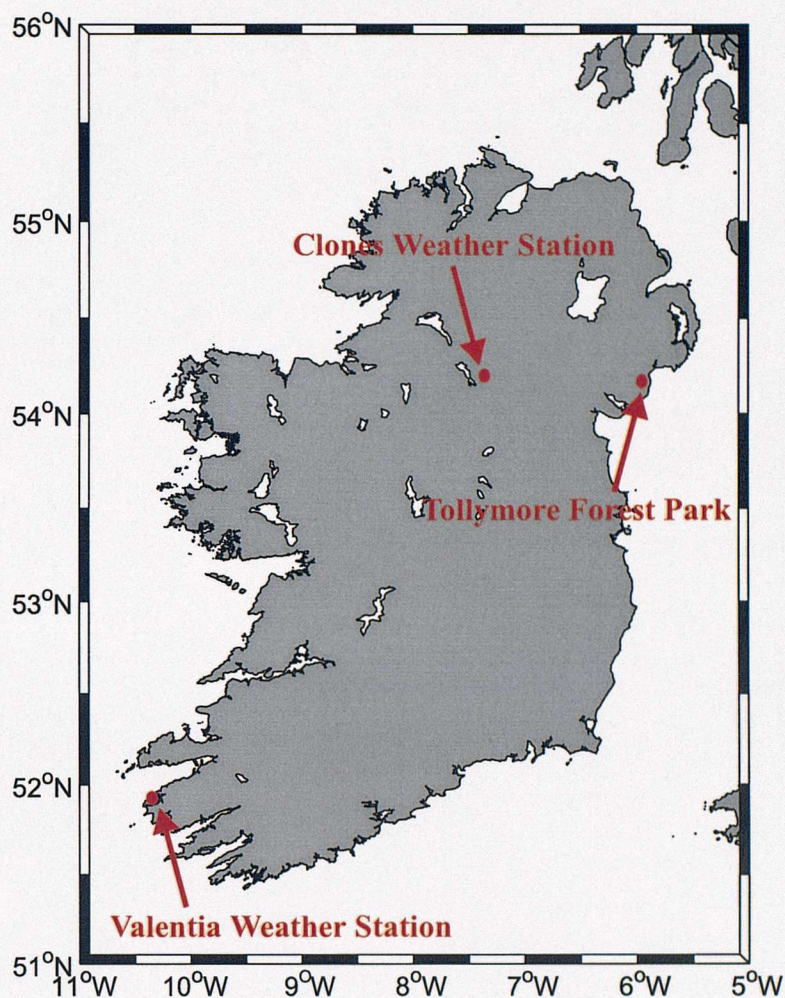 56°N
55°N
Clones Weather Station
54°N
Tollymore Forest Park
53°N
52°N
Valentia Weather Station
51°N
11°W 10°W 9°W 8°W 7°W 6°W 5°W